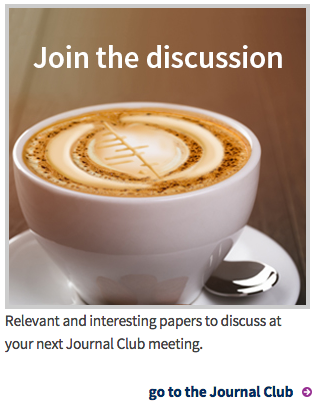 Join the discussion
Relevant and interesting papers to discuss at
your next Journal Club meeting.
go to the Journal Club